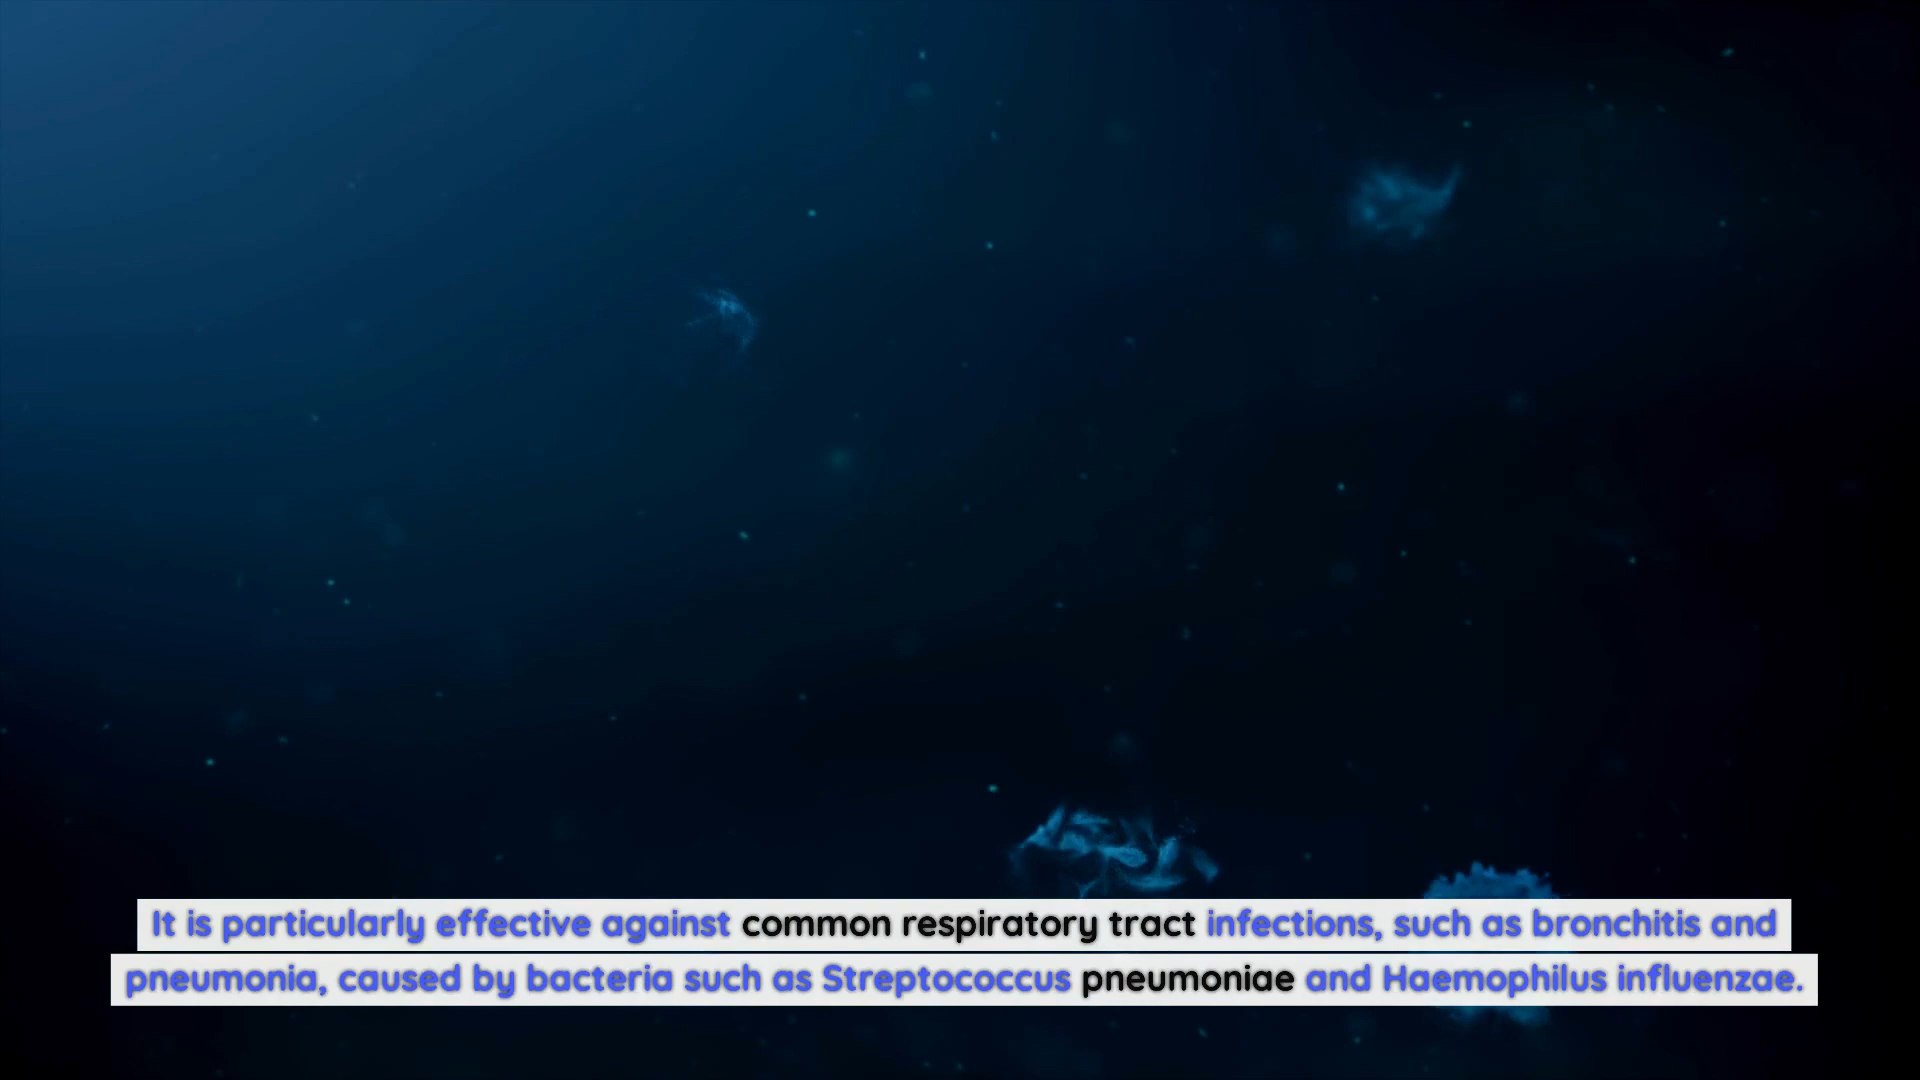 It is particularly effective against common respiratory tract infections, such as bronchitis and
pneumonia, caused by bacteria such as Streptococcus pneumoniae and Haemophilus influenzae.